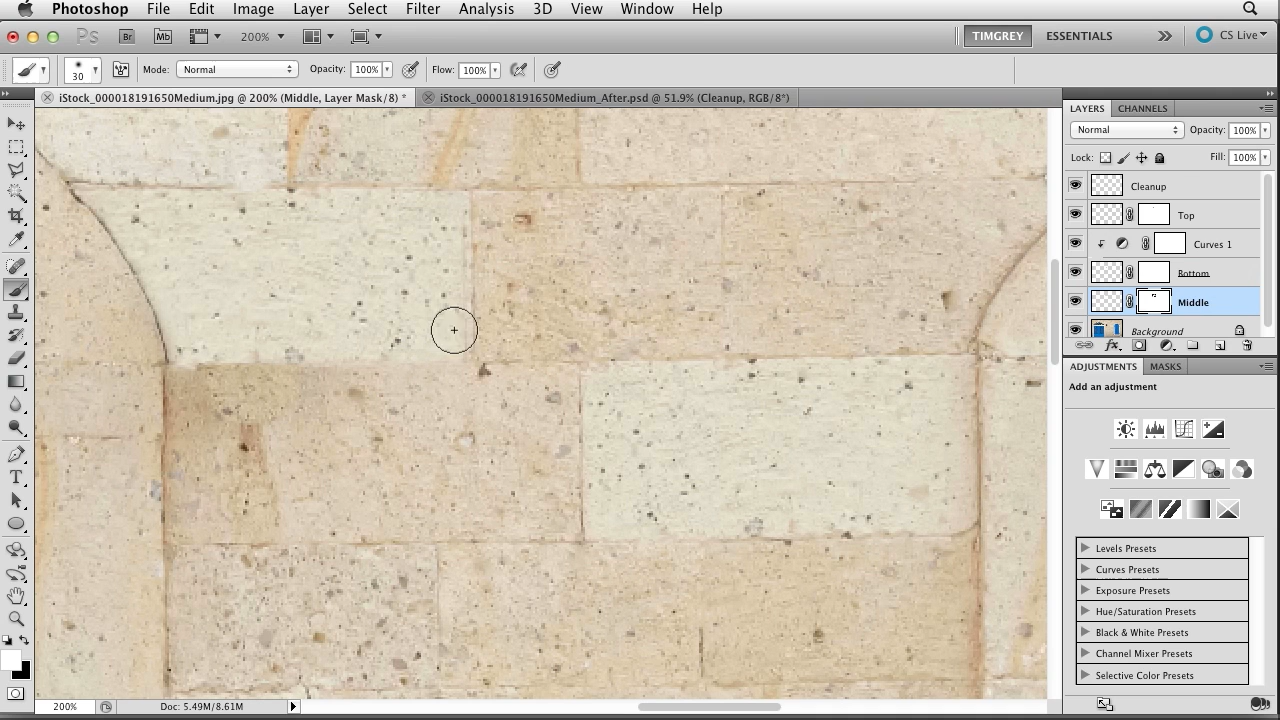 Photoshop File Edit Image Layer Select Filter Analysis 3D View Window Help
Ps Br Mb 200% TIMGREY ESSENTIALS CS Live
30 Mode: Normal Opacity: 100% Flow: 100%
iStock_000018191650Medium.jpg @ 200% (Middle, Layer Mask/8) *
iStock_000018191650Medium_After.psd @ 51.9% (Cleanup, RGB/8*)
LAYERS CHANNELS
Normal Opacity: 100%
Lock: Fill: 100%
Cleanup
Top
Curves 1
Bottom
Middle
Background
ADJUSTMENTS MASKS
Add an adjustment
Levels Presets
Curves Presets
Exposure Presets
Hue/Saturation Presets
Black & White Presets
Channel Mixer Presets
Selective Color Presets
200% Doc: 5.49M/8.61M